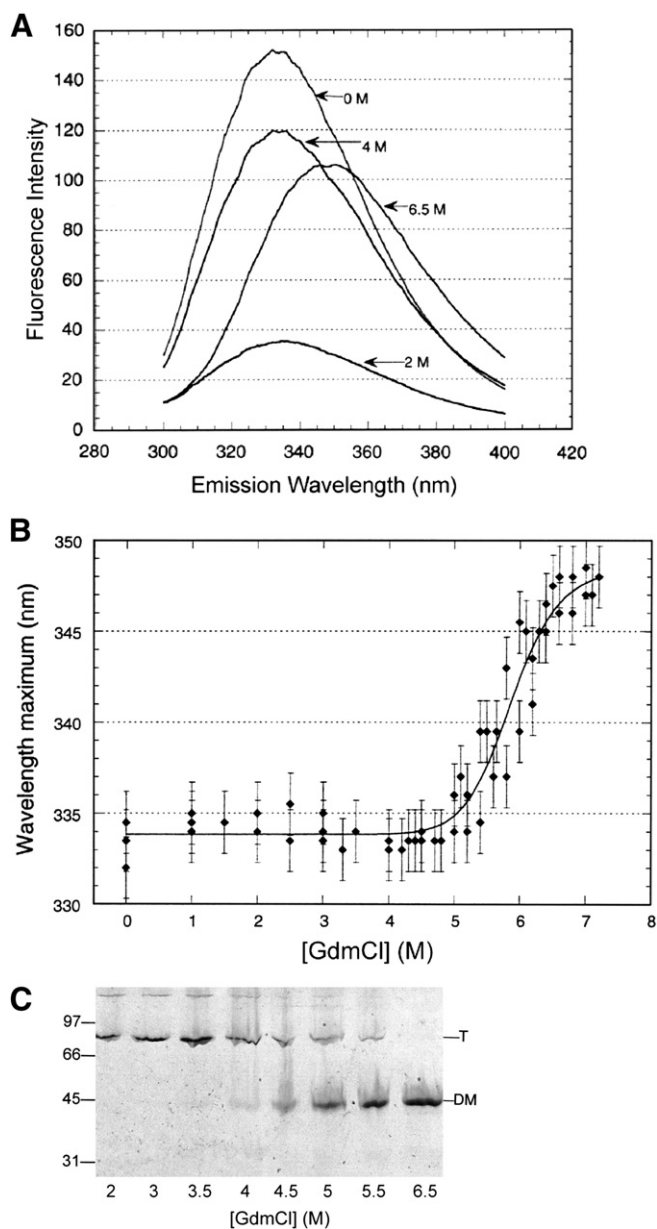 A
160
140
120
100
80
60
40
20
0
Fluorescence Intensity
0 M
4 M
6.5 M
2 M
280 300 320 340 360 380 400 420
Emission Wavelength (nm)
B
350
345
340
335
330
Wavelength maximum (nm)
0 1 2 3 4 5 6 7 8
[GdmCl] (M)
C
97
66
45
31
T
DM
2 3 3.5 4 4.5 5 5.5 6.5
[GdmCl] (M)